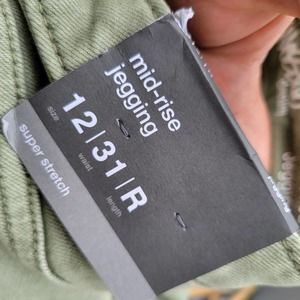 mid-rise
jegging
size
waist
length
12|31|R
super stretch